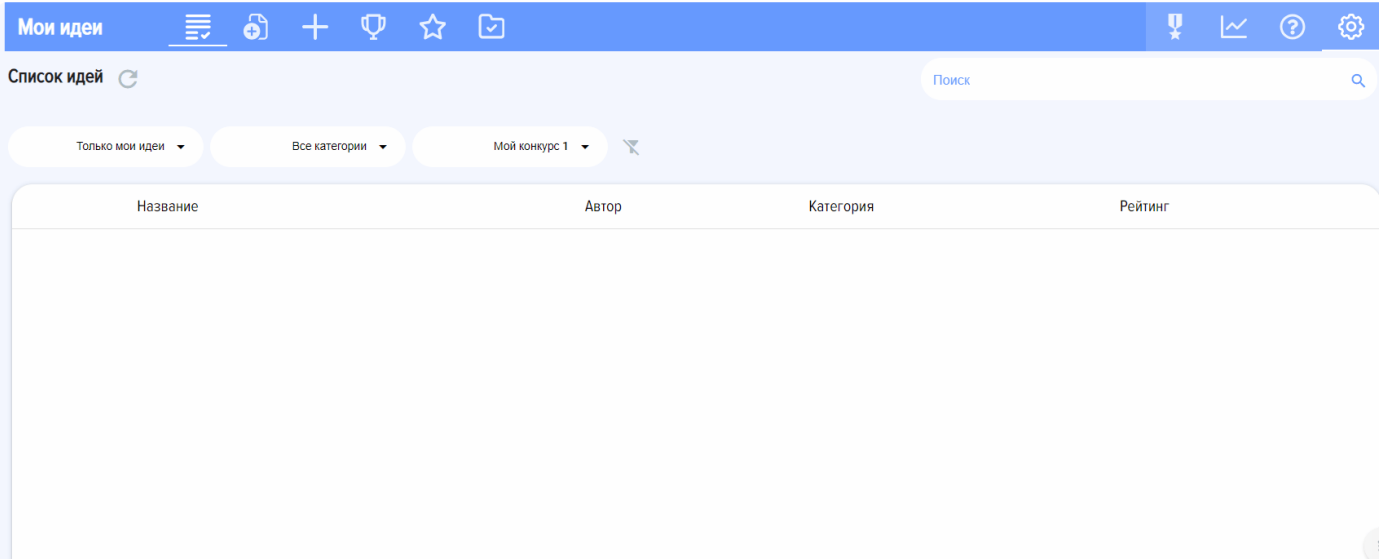 Мои идеи
Список идей
Поиск
Только мои идеи
Все категории
Мой конкурс 1
Название Автор Категория Рейтинг